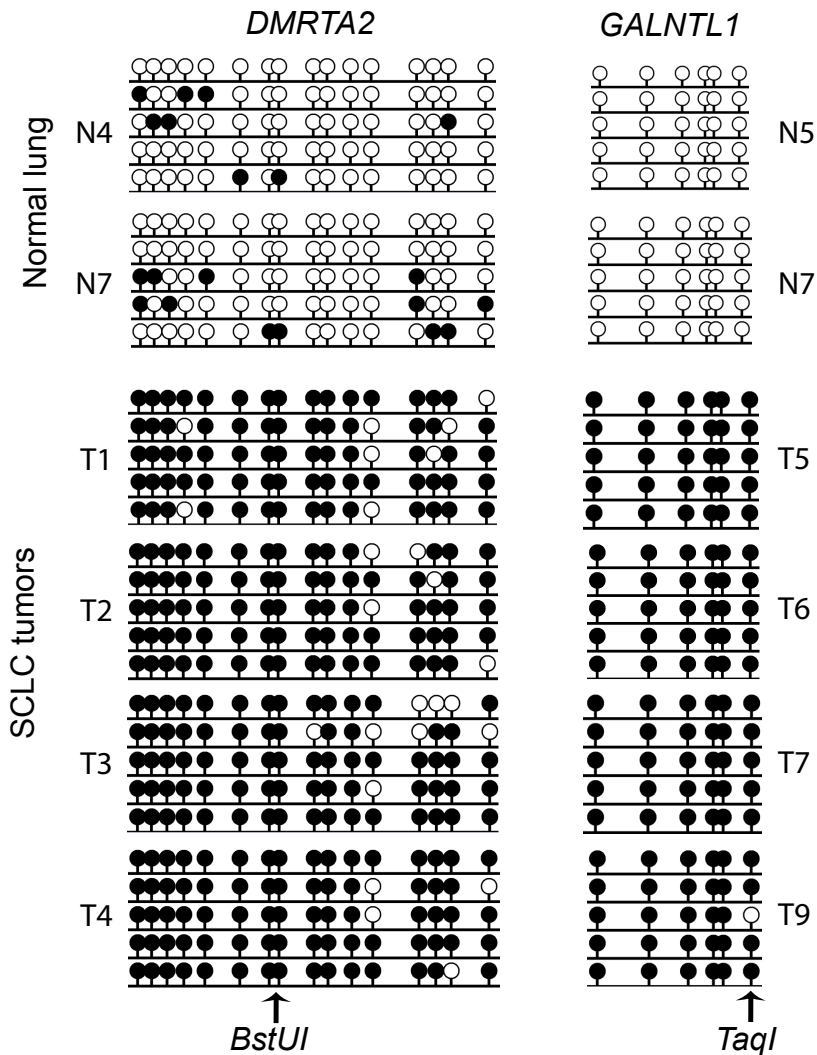 DMRTA2
GALNTL1
Normal lung
N4
N5
N7
N7
SCLC tumors
T1
T5
T2
T6
T3
T7
T4
T9
BstUI
TaqI